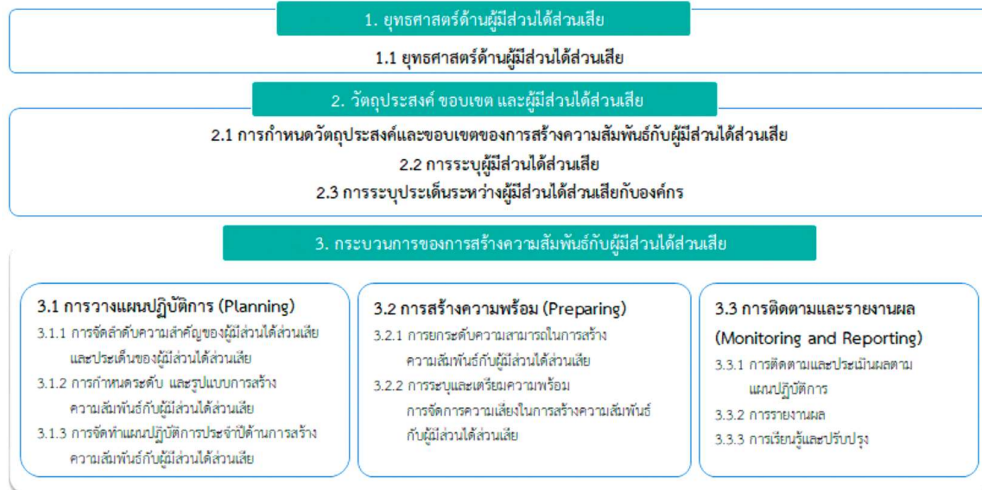 1. ยุทธศาสตร์ด้านผู้มีส่วนได้ส่วนเสีย
1.1 ยุทธศาสตร์ด้านผู้มีส่วนได้ส่วนเสีย
2. วัตถุประสงค์ ขอบเขต และผู้มีส่วนได้ส่วนเสีย
2.1 การกำหนดวัตถุประสงค์และขอบเขตของการสร้างความสัมพันธ์กับผู้มีส่วนได้ส่วนเสีย
2.2 การระบุผู้มีส่วนได้ส่วนเสีย
2.3 การระบุประเด็นระหว่างผู้มีส่วนได้ส่วนเสียกับองค์กร
3. กระบวนการของการสร้างความสัมพันธ์กับผู้มีส่วนได้ส่วนเสีย
3.1 การวางแผนปฏิบัติการ (Planning)
3.1.1 การจัดลำดับความสำคัญของผู้มีส่วนได้ส่วนเสีย
และประเด็นของผู้มีส่วนได้ส่วนเสีย
3.1.2 การกำหนดระดับ และรูปแบบการสร้าง
ความสัมพันธ์กับผู้มีส่วนได้ส่วนเสีย
3.1.3 การจัดทำแผนปฏิบัติการประจำปีด้านการสร้าง
ความสัมพันธ์กับผู้มีส่วนได้ส่วนเสีย
3.2 การสร้างความพร้อม (Preparing)
3.2.1 การยกระดับความสามารถในการสร้าง
ความสัมพันธ์กับผู้มีส่วนได้ส่วนเสีย
3.2.2 การระบุและเตรียมความพร้อม
การจัดการความเสี่ยงในการสร้างความสัมพันธ์
กับผู้มีส่วนได้ส่วนเสีย
3.3 การติดตามและรายงานผล
(Monitoring and Reporting)
3.3.1 การติดตามและประเมินผลตาม
แผนปฏิบัติการ
3.3.2 การรายงานผล
3.3.3 การเรียนรู้และปรับปรุง